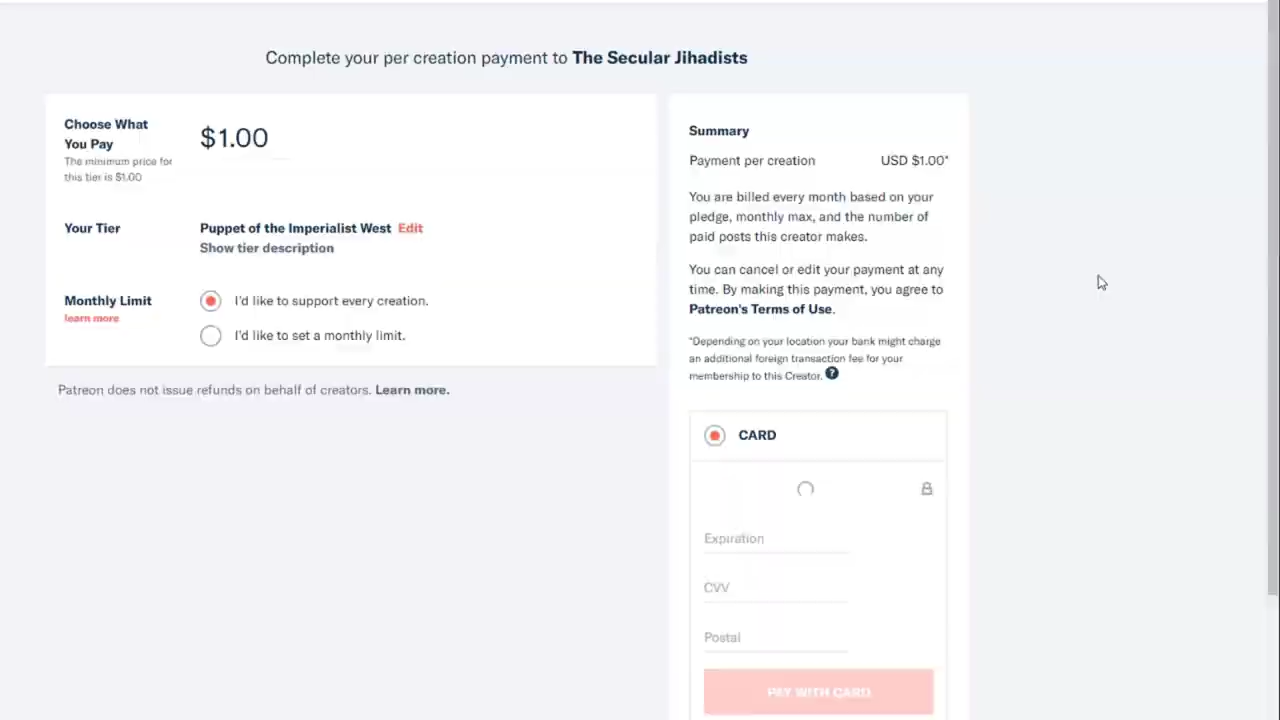 Complete your per creation payment to The Secular Jihadists
Choose What
You Pay
The minimum price for
this tier is $1.00
$1.00
Your Tier
Puppet of the Imperialist West Edit
Show tier description
Monthly Limit
learn more
I'd like to support every creation.
I'd like to set a monthly limit.
Patreon does not issue refunds on behalf of creators. Learn more.
Summary
Payment per creation USD $1.00*
You are billed every month based on your
pledge, monthly max, and the number of
paid posts this creator makes.
You can cancel or edit your payment at any
time. By making this payment, you agree to
Patreon's Terms of Use.
*Depending on your location your bank might charge
an additional foreign transaction fee for your
membership to this Creator. ?
CARD
Expiration
CVV
Postal
PAY WITH CARD